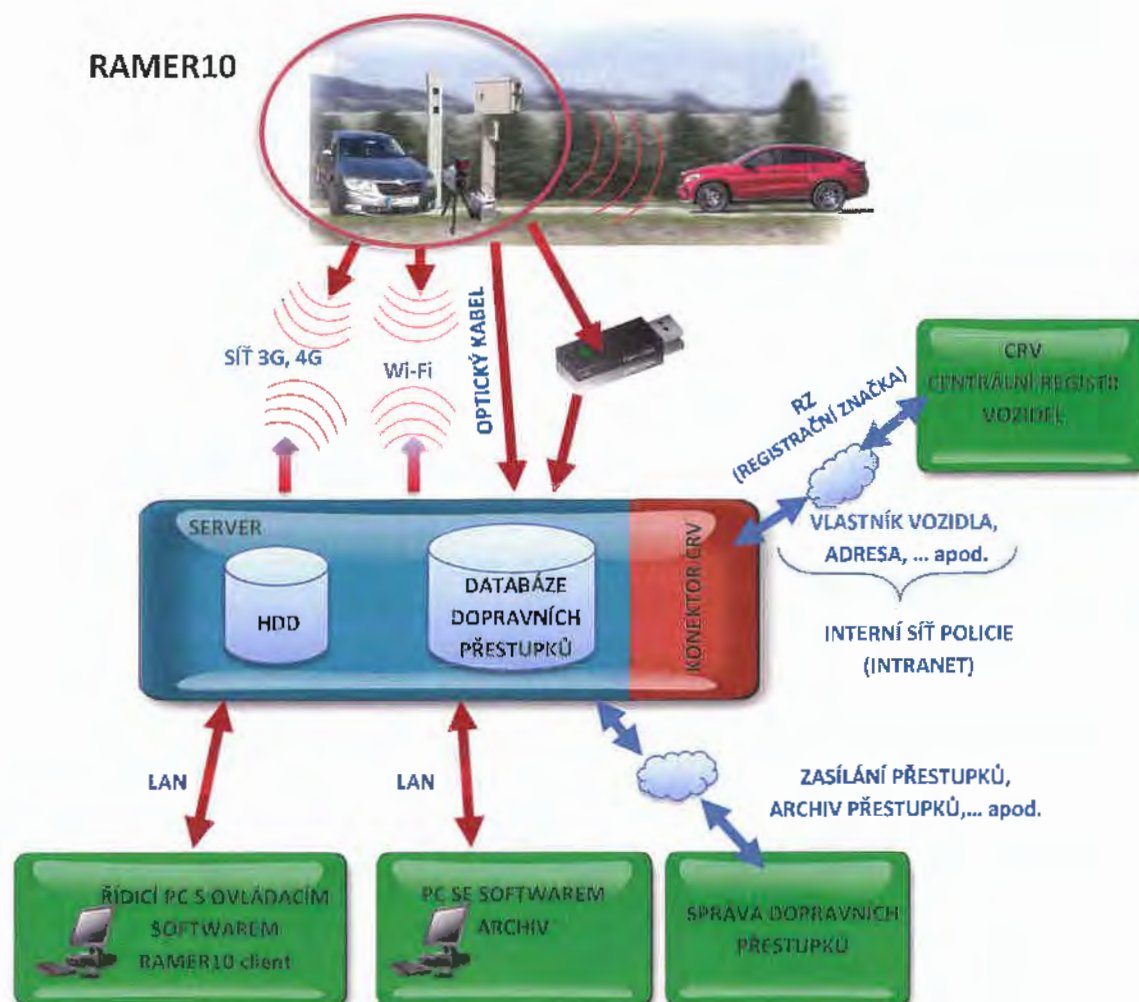 RAMER10
SÍŤ 3G, 4G
Wi-Fi
OPTICKÝ KABEL
RZ
(REGISTRAČNÍ ZNAČKA)
CRV
CENTRÁLNÍ REGISTR
VOZIDEL
SERVER
HDD
DATABÁZE
DOPRAVNÍCH
PŘESTUPKŮ
KONEKTOR CRV
VLASTNÍK VOZIDLA,
ADRESA, ... apod.
INTERNÍ SÍŤ POLICIE
(INTRANET)
LAN
LAN
ZASÍLÁNÍ PŘESTUPKŮ,
ARCHIV PŘESTUPKŮ,... apod.
ŘÍDICÍ PC S OVLÁDACÍM
SOFTWAREM
RAMER10 client
PC SE SOFTWAREM
ARCHIV
SPRÁVA DOPRAVNÍCH
PŘESTUPKŮ